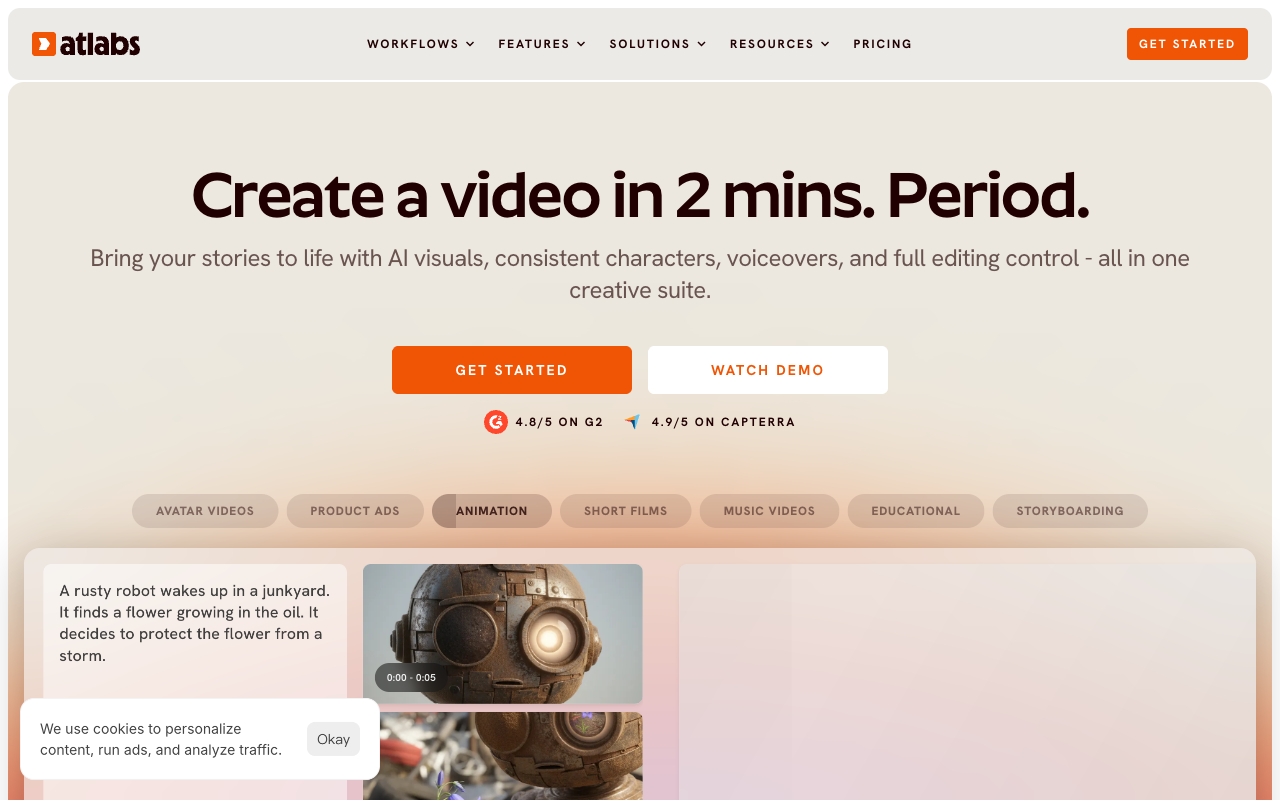 atlabs
WORKFLOWS
FEATURES
SOLUTIONS
RESOURCES
PRICING
GET STARTED
Create a video in 2 mins. Period.
Bring your stories to life with AI visuals, consistent characters, voiceovers, and full editing control - all in one
creative suite.
GET STARTED
WATCH DEMO
4.8/5 ON G2
4.9/5 ON CAPTERRA
AVATAR VIDEOS
PRODUCT ADS
ANIMATION
SHORT FILMS
MUSIC VIDEOS
EDUCATIONAL
STORYBOARDING
A rusty robot wakes up in a junkyard.
It finds a flower growing in the oil. It
decides to protect the flower from a
storm.
0:00 - 0:05
We use cookies to personalize
content, run ads, and analyze traffic.
Okay